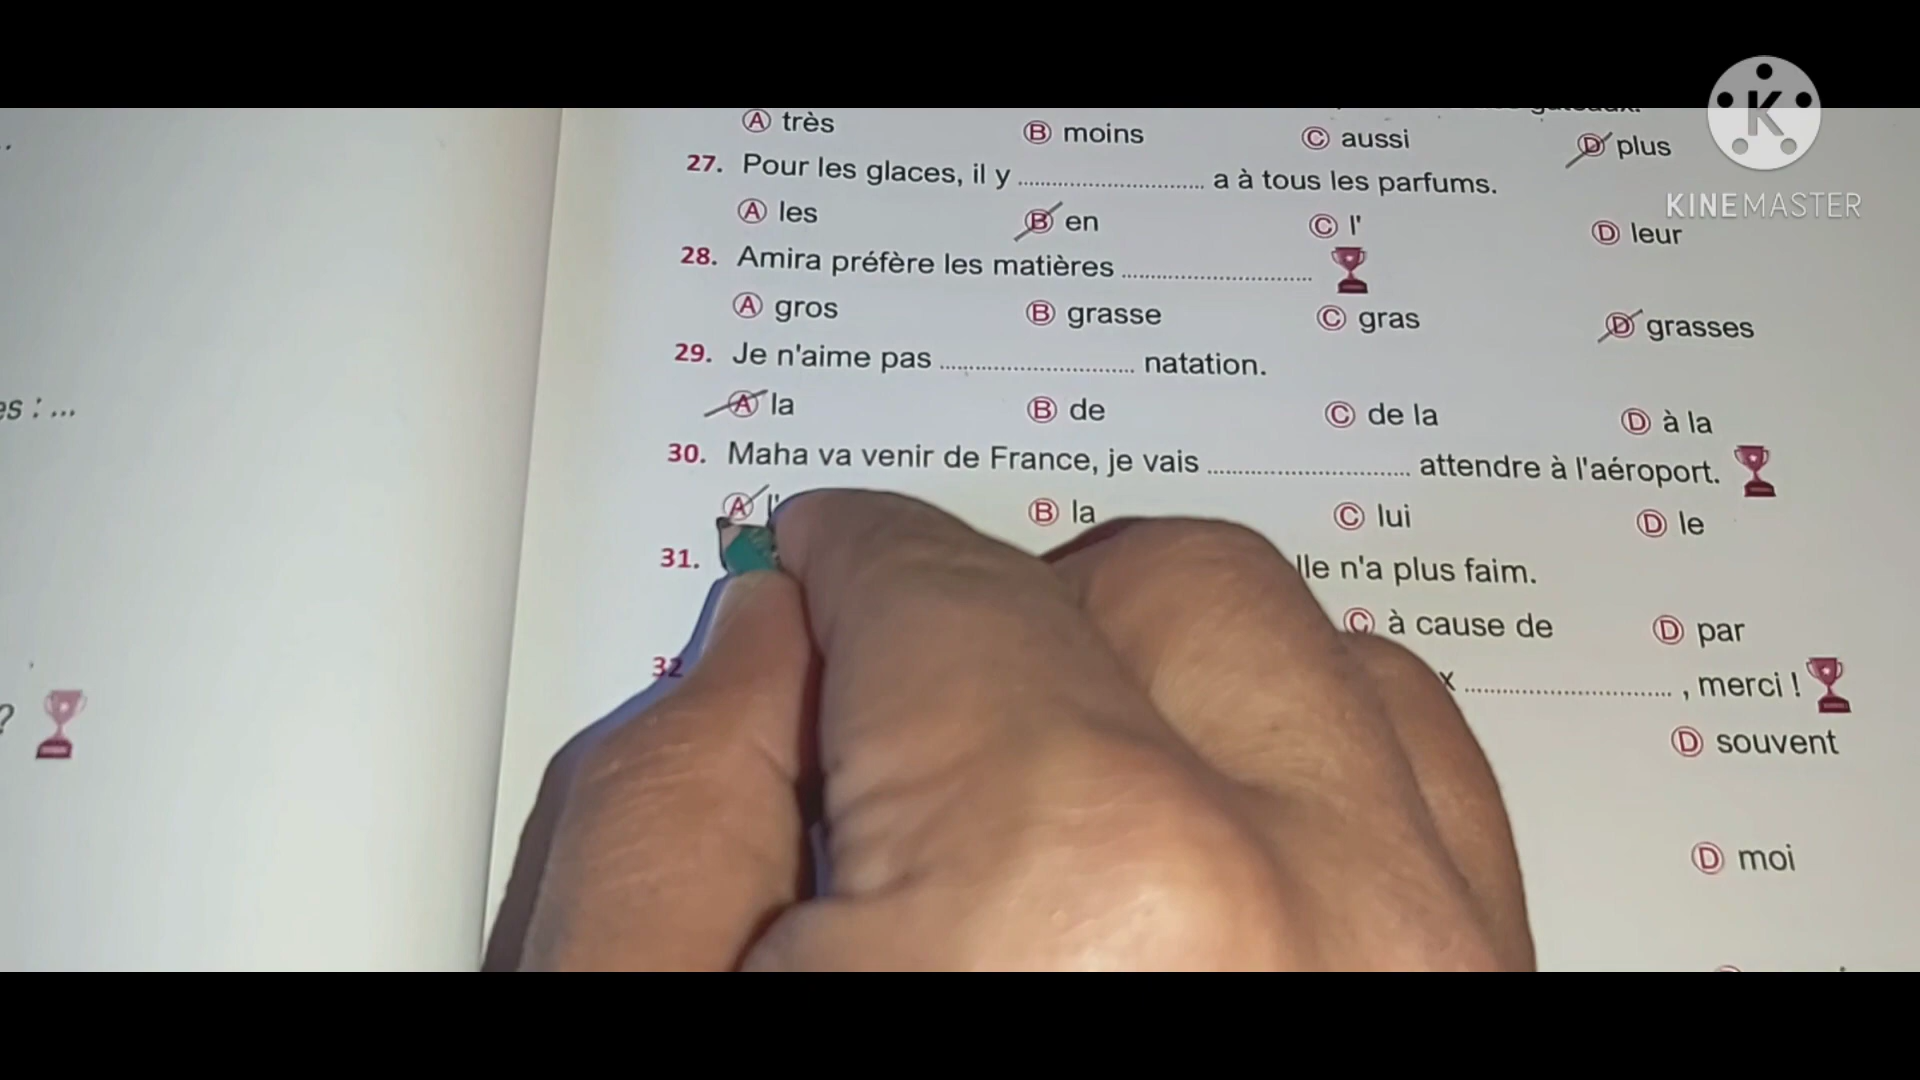 Ⓐ très Ⓑ moins Ⓒ aussi Ⓓ plus
27. Pour les glaces, il y .............................. a à tous les parfums.
Ⓐ les Ⓑ en Ⓒ l' Ⓓ leur
28. Amira préfère les matières ..............................
Ⓐ gros Ⓑ grasse Ⓒ gras Ⓓ grasses
29. Je n'aime pas .............................. natation.
Ⓐ la Ⓑ de Ⓒ de la Ⓓ à la
30. Maha va venir de France, je vais .............................. attendre à l'aéroport.
Ⓐ l' Ⓑ la Ⓒ lui Ⓓ le
31. lle n'a plus faim.
Ⓒ à cause de Ⓓ par
32 x .............................. , merci !
Ⓓ souvent
Ⓓ moi
es : ...
?
K
KINEMASTER